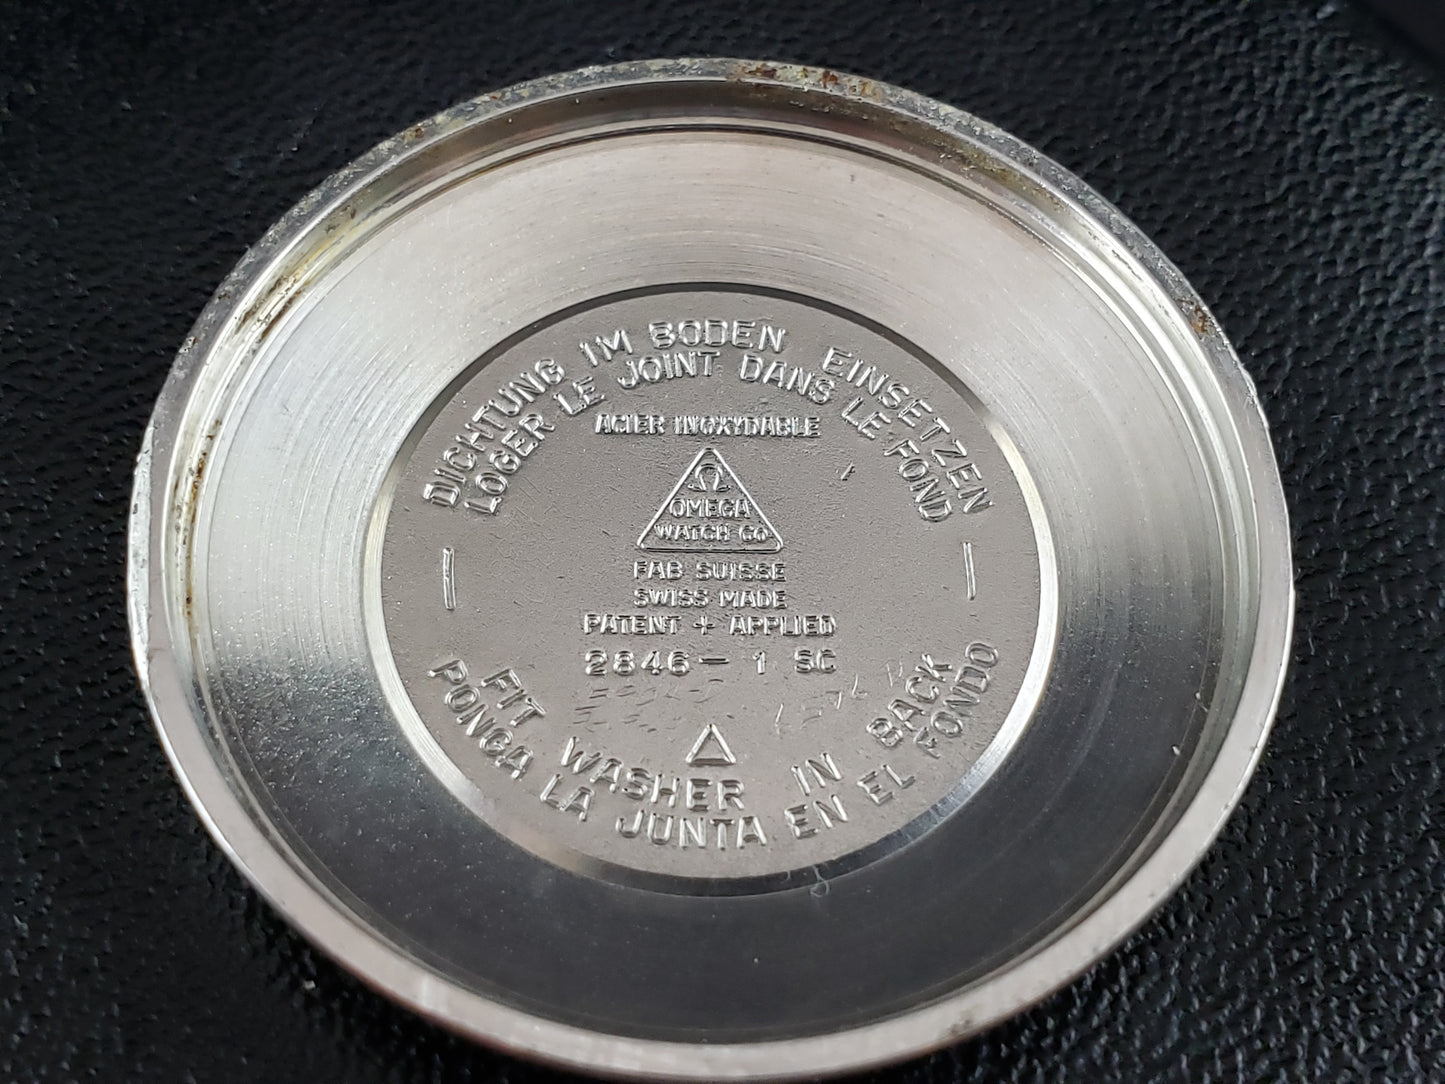 DICHTUNG IM BODEN EINSETZEN
LOGER LE JOINT DANS LE FOND
ACIER INOXYDABLE
Ω
OMEGA
WATCH CO
FAB SUISSE
SWISS MADE
PATENT + APPLIED
2846 - 1 SC
FIT WASHER IN BACK
PONGA LA JUNTA EN EL FONDO